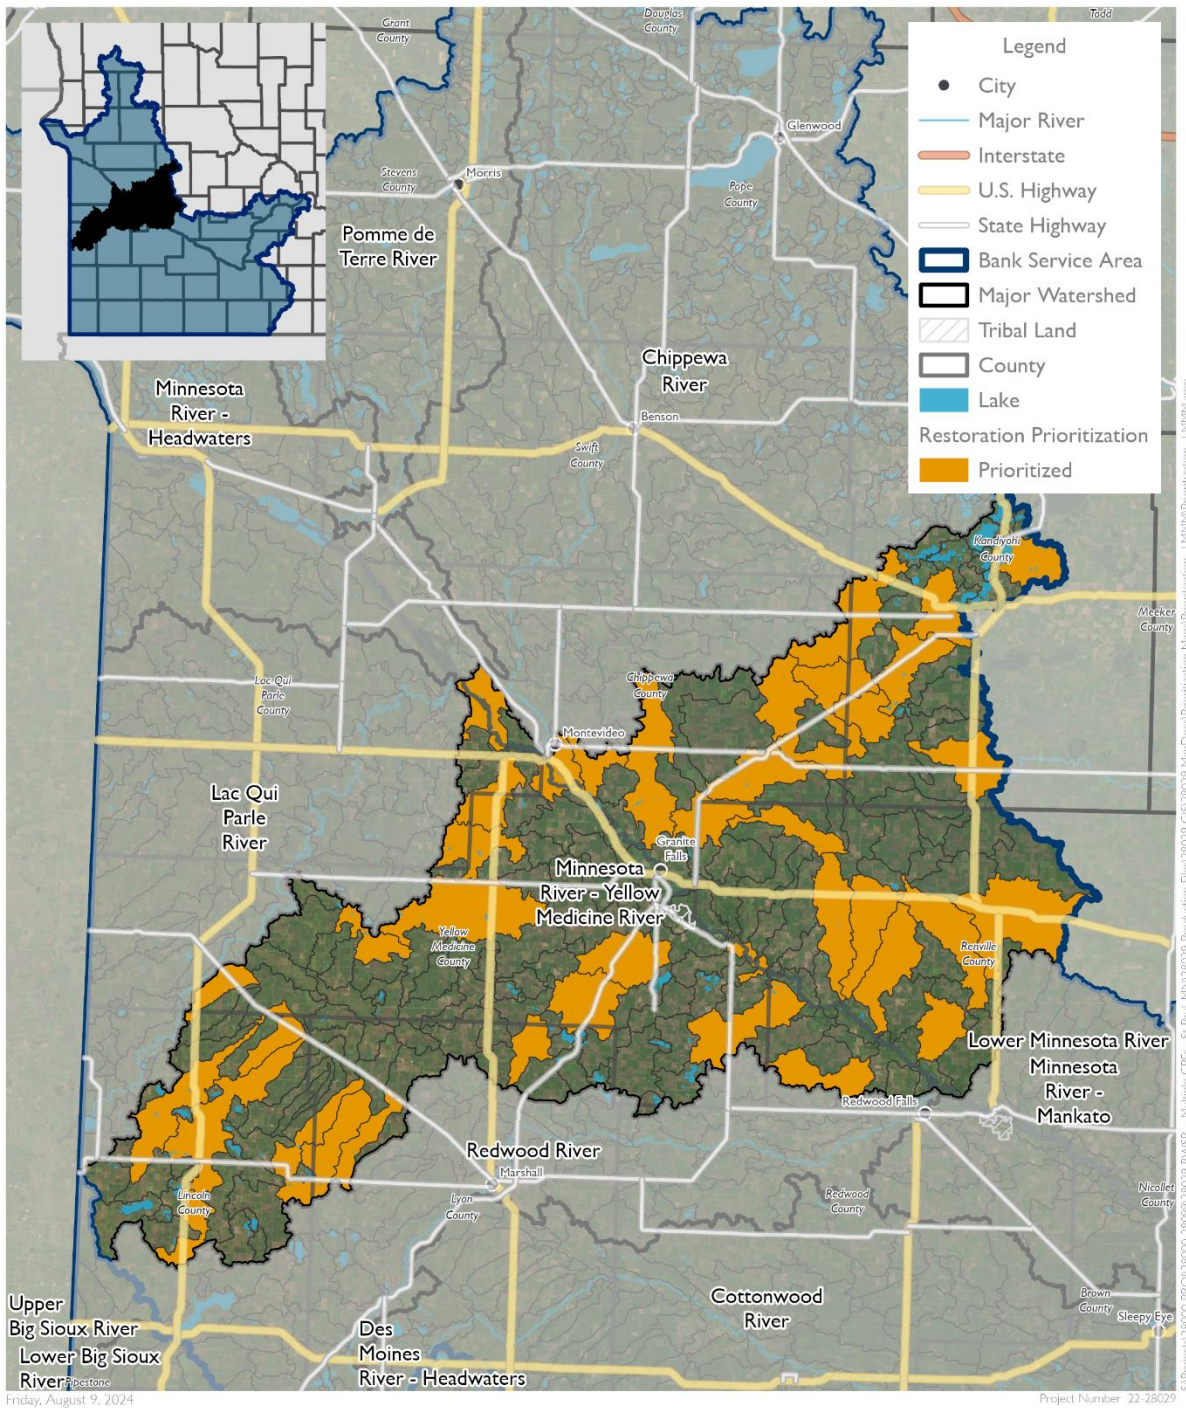 Grant
County
Douglas
County
Todd
Legend
City
Major River
Interstate
U.S. Highway
State Highway
Bank Service Area
Major Watershed
Tribal Land
County
Lake
Restoration Prioritization
Prioritized
Glenwood
Stevens
County
Morris
Pope
County
Pomme de
Terre River
Chippewa
River
Minnesota
River -
Headwaters
Benson
Swift
County
Kandiyohi
County
Meeker
County
Lac Qui
Parle
County
Chippewa
County
Montevideo
Lac Qui
Parle
River
Granite
Falls
Minnesota
River - Yellow
Medicine River
Yellow
Medicine
County
Renville
County
Lower Minnesota River
Minnesota
River -
Mankato
Redwood Falls
Redwood River
Marshall
Lincoln
County
Lyon
County
Redwood
County
Nicollet
County
Cottonwood
River
Brown
County
Sleepy Eye
Upper
Big Sioux River
Lower Big Sioux
River
Pipestone
Des
Moines
River - Headwaters
Friday, August 9, 2024
Project Number 22-28029